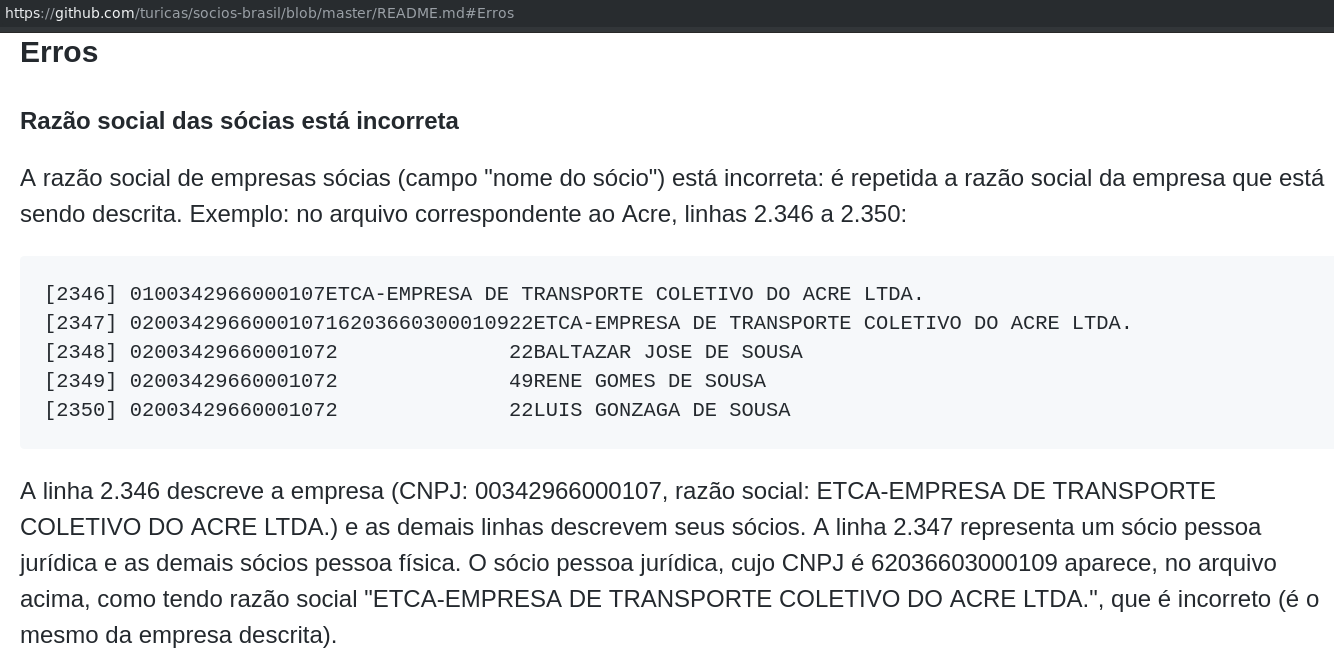 https://github.com/turicas/socios-brasil/blob/master/README.md#Erros
Erros
Razão social das sócias está incorreta
A razão social de empresas sócias (campo "nome do sócio") está incorreta: é repetida a razão social da empresa que está
sendo descrita. Exemplo: no arquivo correspondente ao Acre, linhas 2.346 a 2.350:
[2346] 0100342966000107ETCA-EMPRESA DE TRANSPORTE COLETIVO DO ACRE LTDA.
[2347] 0200342966000107162036603000010922ETCA-EMPRESA DE TRANSPORTE COLETIVO DO ACRE LTDA.
[2348] 02003429660001072              22BALTAZAR JOSE DE SOUSA
[2349] 02003429660001072              49RENE GOMES DE SOUSA
[2350] 02003429660001072              22LUIS GONZAGA DE SOUSA
A linha 2.346 descreve a empresa (CNPJ: 00342966000107, razão social: ETCA-EMPRESA DE TRANSPORTE
COLETIVO DO ACRE LTDA.) e as demais linhas descrevem seus sócios. A linha 2.347 representa um sócio pessoa
jurídica e as demais sócios pessoa física. O sócio pessoa jurídica, cujo CNPJ é 62036603000109 aparece, no arquivo
acima, como tendo razão social "ETCA-EMPRESA DE TRANSPORTE COLETIVO DO ACRE LTDA.", que é incorreto (é o
mesmo da empresa descrita).